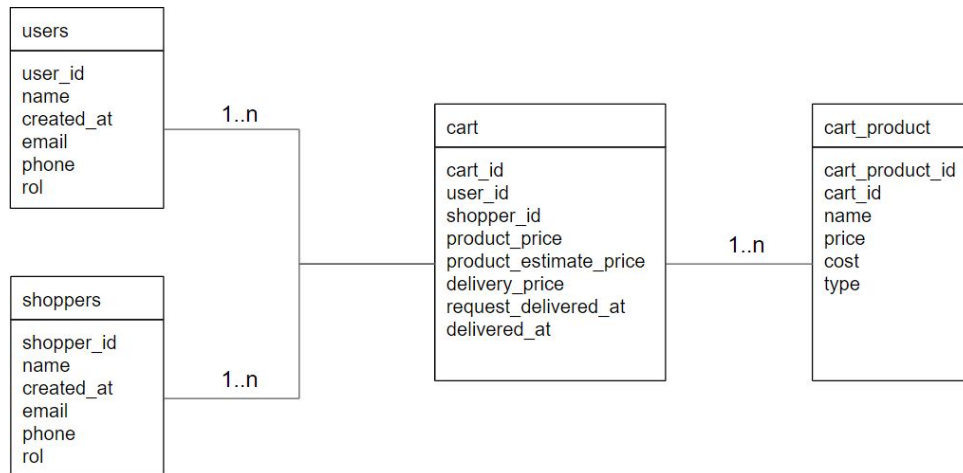 users
user_id
name
created_at
email
phone
rol
1..n
shoppers
shopper_id
name
created_at
email
phone
rol
1..n
cart
cart_id
user_id
shopper_id
product_price
product_estimate_price
delivery_price
request_delivered_at
delivered_at
1..n
cart_product
cart_product_id
cart_id
name
price
cost
type